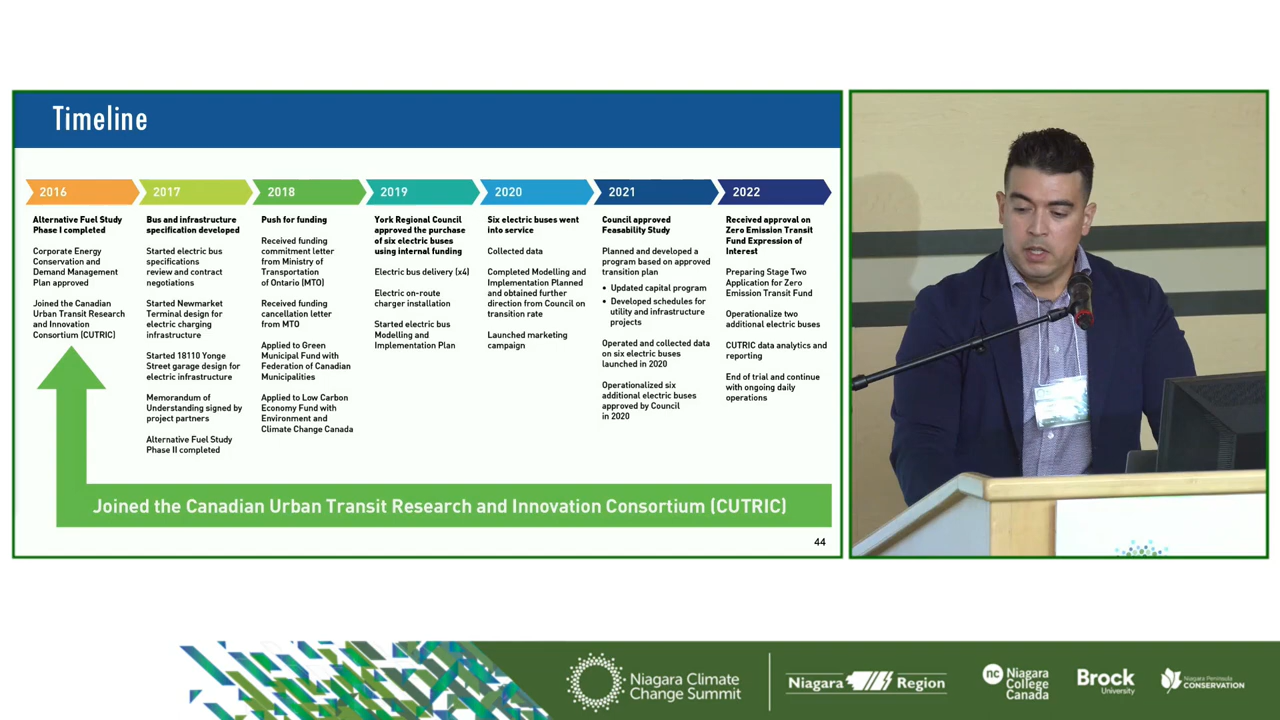 Timeline
2016
Alternative Fuel Study
Phase I completed
Corporate Energy
Conservation and
Demand Management
Plan approved
Joined the Canadian
Urban Transit Research
and Innovation
Consortium (CUTRIC)
2017
Bus and infrastructure
specification developed
Started electric bus
specifications
review and contract
negotiations
Started Newmarket
Terminal design for
electric charging
infrastructure
Started 18110 Yonge
Street garage design for
electric infrastructure
Memorandum of
Understanding signed by
project partners
Alternative Fuel Study
Phase II completed
2018
Push for funding
Received funding
commitment letter
from Ministry of
Transportation
of Ontario (MTO)
Received funding
cancellation letter
from MTO
Applied to Green
Municipal Fund with
Federation of Canadian
Municipalities
Applied to Low Carbon
Economy Fund with
Environment and
Climate Change Canada
2019
York Regional Council
approved the purchase
of six electric buses
using internal funding
Electric bus delivery (x4)
Electric on-route
charger installation
Started electric bus
Modelling and
Implementation Plan
2020
Six electric buses went
into service
Collected data
Completed Modelling and
Implementation Planned
and obtained further
direction from Council on
transition rate
Launched marketing
campaign
2021
Council approved
Feasability Study
Planned and developed a
program based on approved
transition plan
• Updated capital program
• Developed schedules for
utility and infrastructure
projects
Operated and collected data
on six electric buses
launched in 2020
Operationalized six
additional electric buses
approved by Council
in 2020
2022
Received approval on
Zero Emission Transit
Fund Expression of
Interest
Preparing Stage Two
Application for Zero
Emission Transit Fund
Operationalize two
additional electric buses
CUTRIC data analytics and
reporting
End of trial and continue
with ongoing daily
operations
Joined the Canadian Urban Transit Research and Innovation Consortium (CUTRIC)
44
Niagara Climate
Change Summit
Niagara Region
nc
Niagara
College
Canada
Brock
University
Niagara Peninsula
CONSERVATION